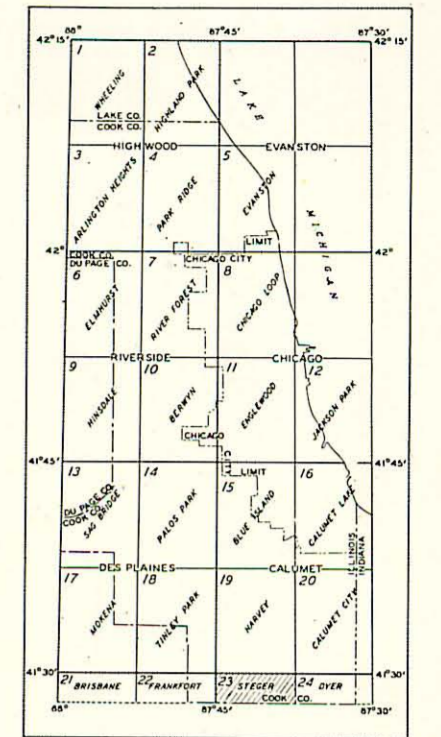 88° 87°45' 87°30'
42°15' 42°15'
1 2
WHEELING HIGHLAND PARK LAKE
LAKE CO.
COOK CO.
HIGHWOOD EVANSTON
3 4 5
ARLINGTON HEIGHTS PARK RIDGE EVANSTON MICHIGAN
LIMIT
42° 42°
COOK CO.
DU PAGE CO.
6 7 CHICAGO CITY 8
ELMHURST RIVER FOREST CHICAGO LOOP
RIVERSIDE CHICAGO
9 10 11 12
HINSDALE BERWYN ENGLEWOOD JACKSON PARK
CHICAGO CITY LIMIT
41°45' 41°45'
13 14 15 16
DU PAGE CO.
COOK CO.
SAG BRIDGE PALOS PARK BLUE ISLAND CALUMET LAKE
ILLINOIS
INDIANA
DES PLAINES CALUMET
17 18 19 20
MOKENA TINLEY PARK HARVEY CALUMET CITY
41°30' 41°30'
21 BRISBANE 22 FRANKFORT 23 STEGER 24 DYER
COOK CO.
88° 87°45' 87°30'